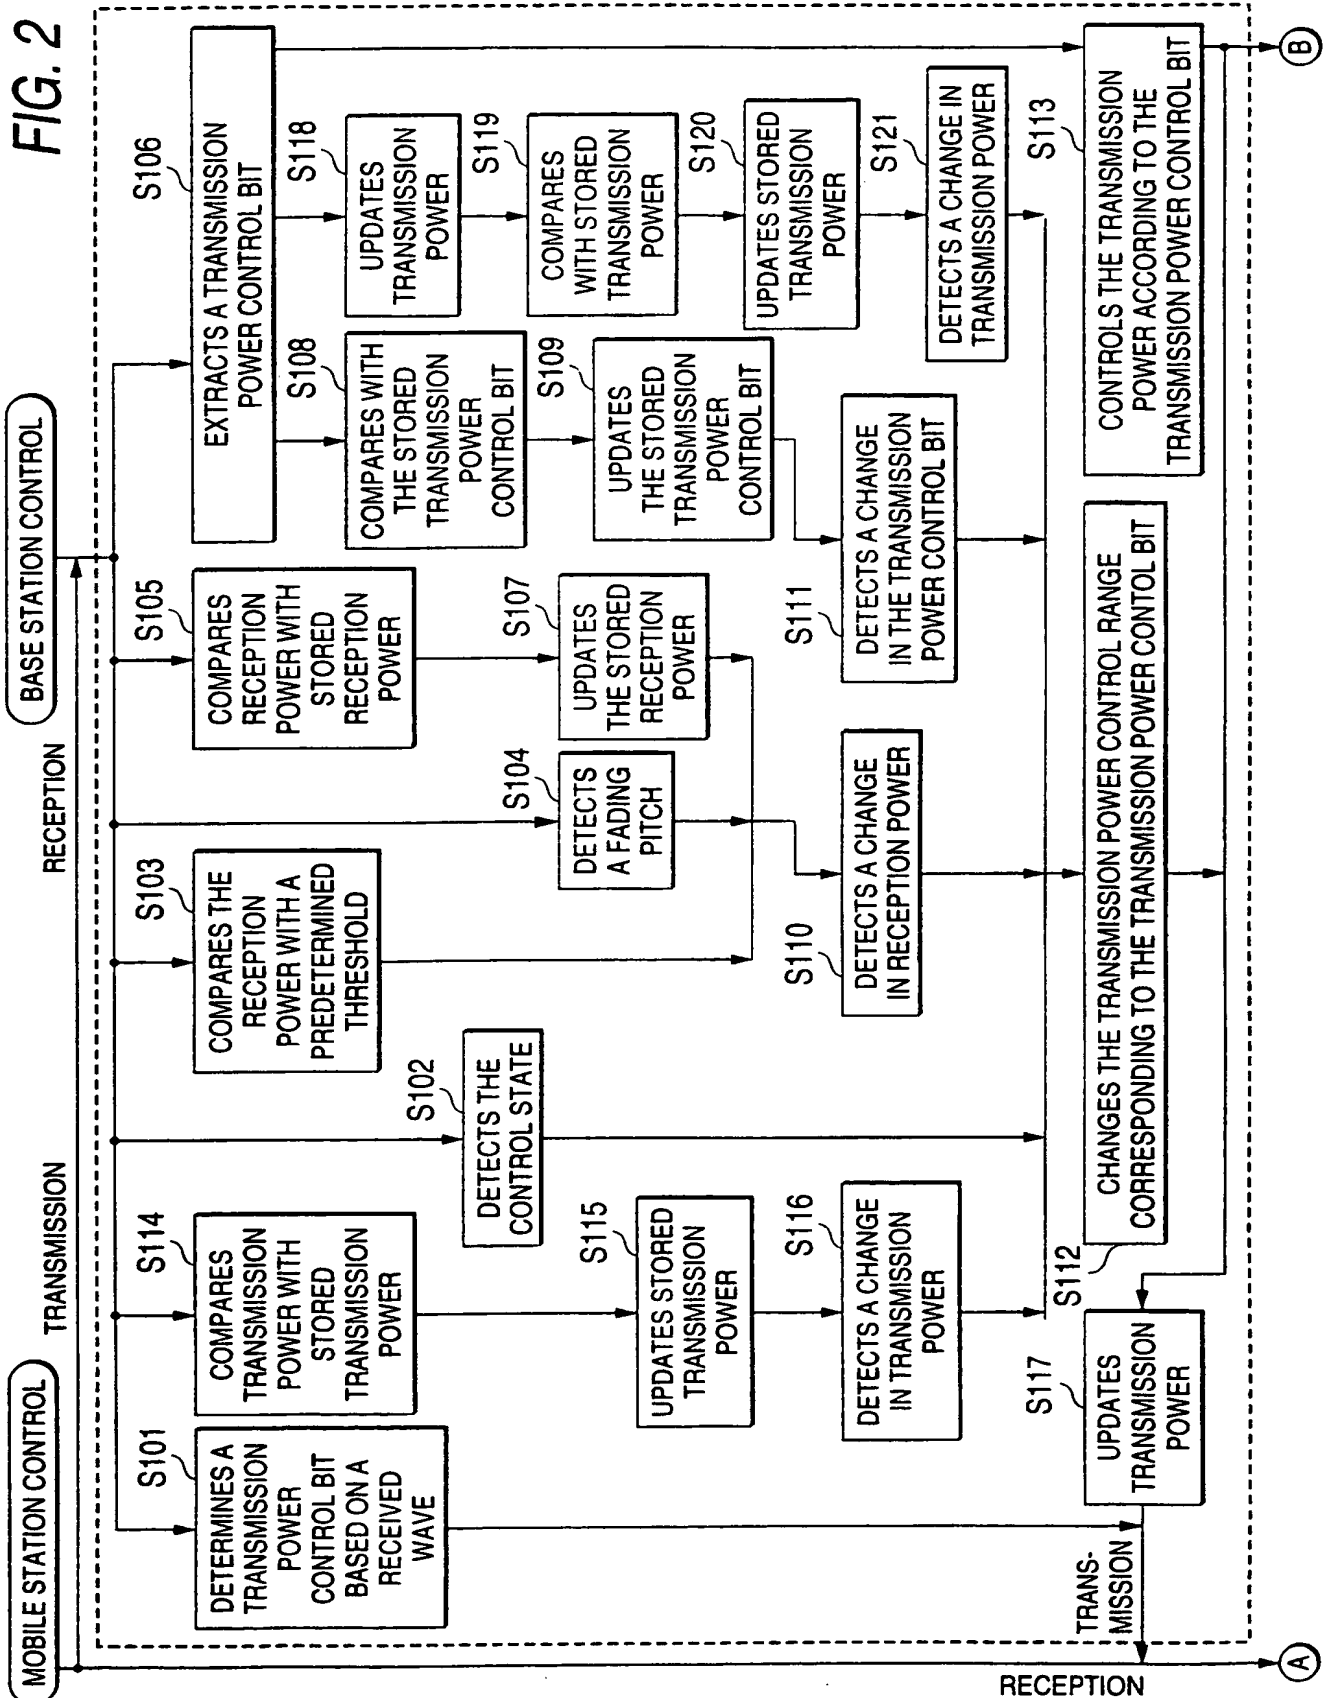 FIG. 2
MOBILE STATION CONTROL
TRANSMISSION
RECEPTION
BASE STATION CONTROL
S101
DETERMINES A
TRANSMISSION
POWER
CONTROL BIT
BASED ON A
RECEIVED
WAVE
S114
COMPARES
TRANSMISSION
POWER WITH
STORED
TRANSMISSION
POWER
S102
DETECTS THE
CONTROL STATE
S103
COMPARES THE
RECEPTION
POWER WITH A
PREDETERMINED
THRESHOLD
S104
DETECTS
A FADING
PITCH
S105
COMPARES
RECEPTION
POWER WITH
STORED
RECEPTION
POWER
S106
EXTRACTS A TRANSMISSION
POWER CONTROL BIT
S107
UPDATES
THE STORED
RECEPTION
POWER
S108
COMPARES WITH
THE STORED
TRANSMISSION
POWER
CONTROL BIT
S118
UPDATES
TRANSMISSION
POWER
S119
COMPARES
WITH STORED
TRANSMISSION
POWER
S109
UPDATES
THE STORED
TRANSMISSION
POWER
CONTROL BIT
S120
UPDATES STORED
TRANSMISSION
POWER
S115
UPDATES STORED
TRANSMISSION
POWER
S116
DETECTS A CHANGE
IN TRANSMISSION
POWER
S110
DETECTS A CHANGE
IN RECEPTION POWER
S111
DETECTS A CHANGE
IN THE TRANSMISSION
POWER CONTROL BIT
S121
DETECTS A CHANGE IN
TRANSMISSION POWER
S117
UPDATES
TRANSMISSION
POWER
S112
CHANGES THE TRANSMISSION POWER CONTROL RANGE
CORRESPONDING TO THE TRANSMISSION POWER CONTOL BIT
S113
CONTROLS THE TRANSMISSION
POWER ACCORDING TO THE
TRANSMISSION POWER CONTROL BIT
TRANS-
MISSION
RECEPTION
A
B